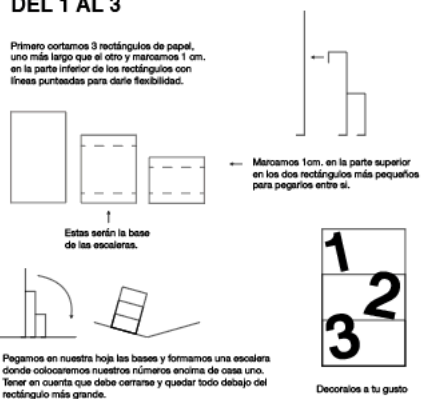 DEL 1 AL 3
Primero cortamos 3 rectángulos de papel,
uno más largo que el otro y marcamos 1 cm.
en la parte inferior de los rectángulos con
líneas punteadas para darle flexibilidad.
Marcamos 1cm. en la parte superior
en los dos rectángulos más pequeños
para pegarlos entre si.
Estas serán la base
de las escaleras.
1
2
3
Pegamos en nuestra hoja las bases y formamos una escalera
donde colocaremos nuestros números encima de casa uno.
Tener en cuenta que debe cerrarse y quedar todo debajo del
rectángulo más grande.
Decoralos a tu gusto